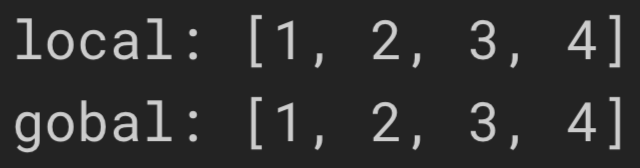 local: [1, 2, 3, 4]
gobal: [1, 2, 3, 4]